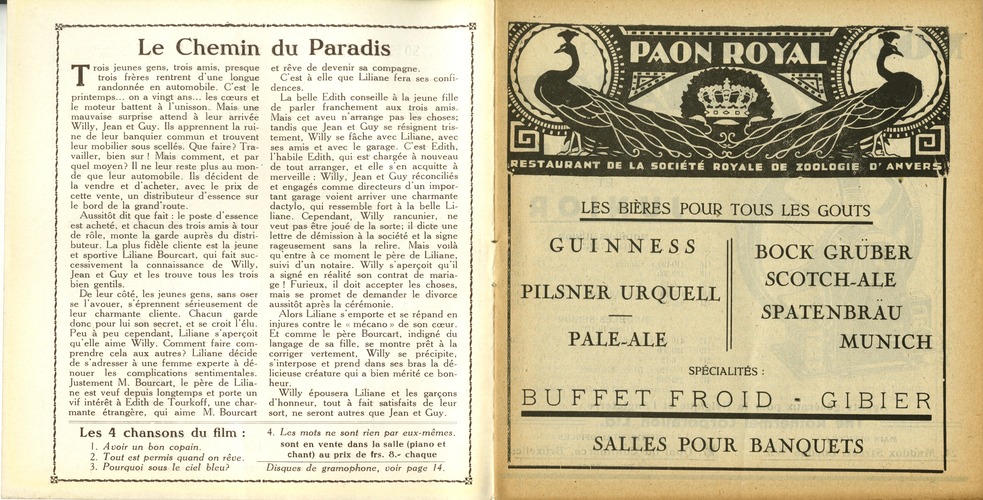 Le Chemin du Paradis
Trois jeunes gens, trois amis, presque
trois frères rentrent d'une longue
randonnée en automobile. C'est le
printemps... on a vingt ans... les cœurs et
le moteur battent à l'unisson. Mais une
mauvaise surprise attend à leur arrivée
Willy, Jean et Guy. Ils apprennent la rui-
ne de leur banquier commun et trouvent
leur mobilier sous scellés. Que faire? Tra-
vailler, bien sur! Mais comment, et par
quel moyen? Il ne leur reste plus au mon-
de que leur automobile. Ils décident de
la vendre et d'acheter, avec le prix de
cette vente, un distributeur d'essence sur
le bord de la grand'route.
Aussitôt dit que fait: le poste d'essence
est acheté, et chacun des trois amis à tour
de rôle, monte la garde auprès du distri-
buteur. La plus fidèle cliente est la jeune
et sportive Liliane Bourcart, qui fait suc-
cessivement la connaissance de Willy,
Jean et Guy et les trouve tous les trois
bien gentils.
De leur côté, les jeunes gens, sans oser
se l'avouer, s'éprennent sérieusement de
leur charmante cliente. Chacun garde
donc pour lui son secret, et se croit l'élu.
Peu à peu cependant, Liliane s'aperçoit
qu'elle aime Willy. Comment faire com-
prendre cela aux autres? Liliane décide
de s'adresser à une femme experte à dé-
nouer les complications sentimentales.
Justement M. Bourcart, le père de Lilia-
ne est veuf depuis longtemps et porte un
vif intérêt à Edith de Tourkoff, une char-
mante étrangère, qui aime M. Bourcart
et rêve de devenir sa compagne.
C'est à elle que Liliane fera ses confi-
dences.
La belle Edith conseille à la jeune fille
de parler franchement aux trois amis.
Mais cet aveu n'arrange pas les choses;
tandis que Jean et Guy se résignent tris-
tement, Willy se fâche avec Liliane, avec
ses amis et avec le garage. C'est Edith,
l'habile Edith, qui est chargée à nouveau
de tout arranger, et elle s'en acquitte à
merveille: Willy, Jean et Guy réconciliés
et engagés comme directeurs d'un impor-
tant garage voient arriver une charmante
dactylo, qui ressemble fort à la belle Li-
liane. Cependant, Willy rancunier, ne
veut pas être joué de la sorte; il dicte une
lettre de démission à la société et la signe
rageusement sans la relire. Mais voilà
qu'entre à ce moment le père de Liliane,
suivi d'un notaire. Willy s'aperçoit qu'il
a signé en réalité son contrat de maria-
ge! Furieux, il doit accepter les choses,
mais se promet de demander le divorce
aussitôt après la cérémonie.
Alors Liliane s'emporte et se répand en
injures contre le « mécano » de son cœur.
Et comme le père Bourcart, indigné du
langage de sa fille, se montre prêt à la
corriger vertement, Willy se précipite,
s'interpose et prend dans ses bras la dé-
licieuse créature qui a bien mérité ce bon-
heur.
Willy épousera Liliane et les garçons
d'honneur, tout à fait satisfaits de leur
sort, ne seront autres que Jean et Guy.
Les 4 chansons du film :
1. Avoir un bon copain.
2. Tout est permis quand on rêve.
3. Pourquoi sous le ciel bleu?
4. Les mots ne sont rien par eux-mêmes.
sont en vente dans la salle (piano et
chant) au prix de frs. 8.- chaque
Disques de gramophone, voir page 14.
PAON ROYAL
RESTAURANT DE LA SOCIÉTÉ ROYALE DE ZOOLOGIE D'ANVERS
LES BIÈRES POUR TOUS LES GOUTS
GUINNESS
PILSNER URQUELL
PALE-ALE
BOCK GRÜBER
SCOTCH-ALE
SPATENBRÄU
MUNICH
SPÉCIALITÉS :
BUFFET FROID - GIBIER
SALLES POUR BANQUETS